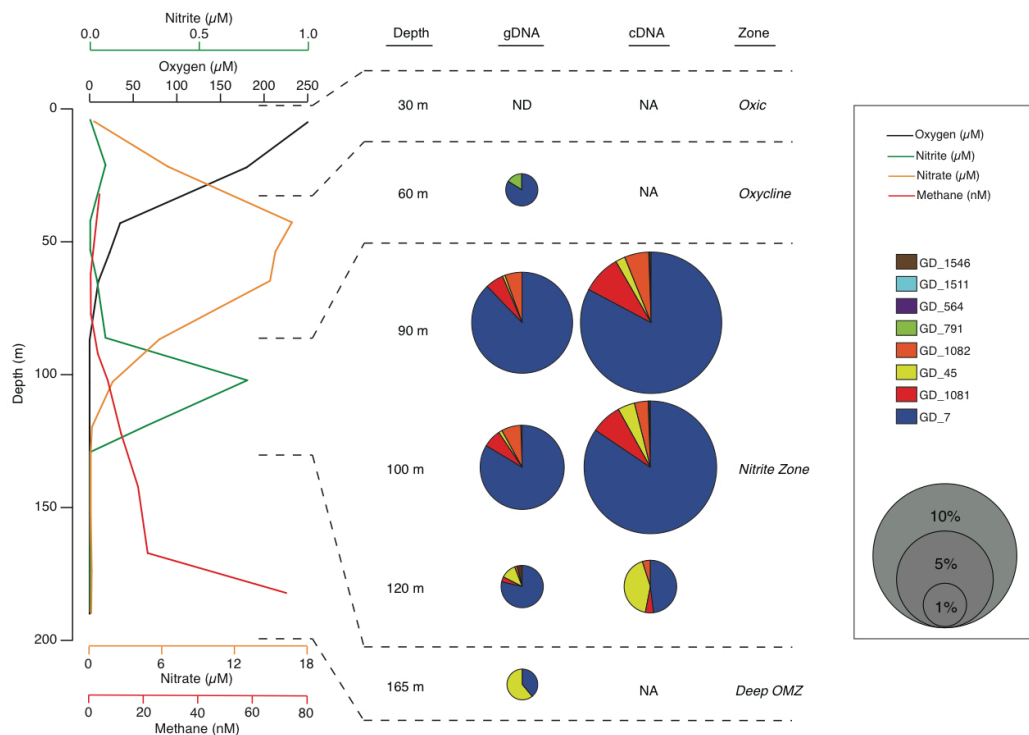 Nitrite (µM)
0.0 0.5 1.0
Oxygen (µM)
0 50 100 150 200 250
Depth gDNA cDNA Zone
30 m ND NA Oxic
60 m NA Oxycline
90 m
100 m Nitrite Zone
120 m
165 m NA Deep OMZ
Depth (m)
0
50
100
150
200
0 6 12 18
Nitrate (µM)
0 20 40 60 80
Methane (nM)
Oxygen (µM)
Nitrite (µM)
Nitrate (µM)
Methane (nM)
GD_1546
GD_1511
GD_564
GD_791
GD_1082
GD_45
GD_1081
GD_7
10%
5%
1%